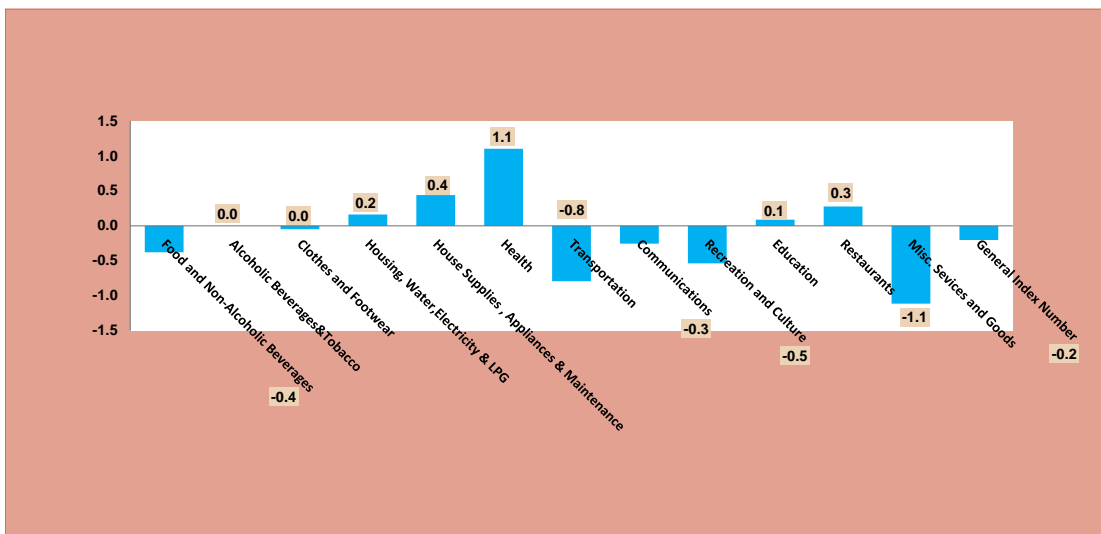 1.5
1.0
0.5
0.0
-0.5
-1.0
-1.5
-0.4
0.0
0.0
0.2
0.4
1.1
-0.8
-0.3
-0.5
0.1
0.3
-1.1
-0.2
Food and Non-Alcoholic Beverages
Alcoholic Beverages&Tobacco
Clothes and Footwear
Housing, Water,Electricity & LPG
House Supplies , Appliances & Maintenance
Health
Transportation
Communications
Recreation and Culture
Education
Restaurants
Misc. Sevices and Goods
General Index Number